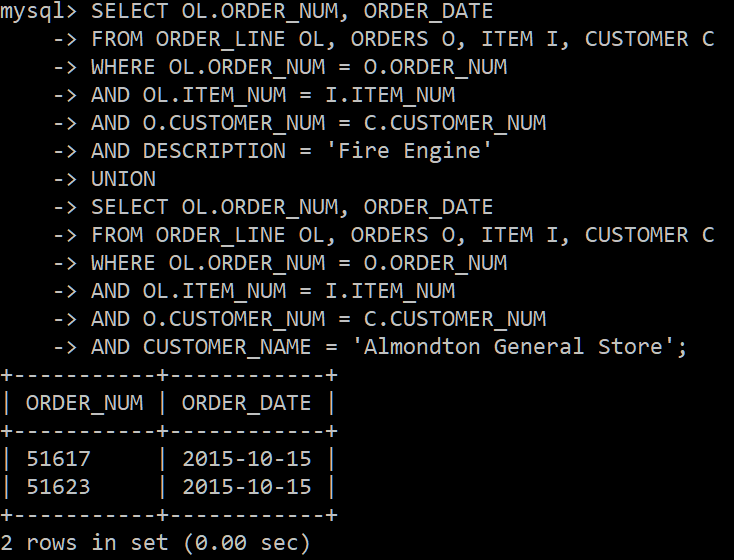 mysql> SELECT OL.ORDER_NUM, ORDER_DATE
    -> FROM ORDER_LINE OL, ORDERS O, ITEM I, CUSTOMER C
    -> WHERE OL.ORDER_NUM = O.ORDER_NUM
    -> AND OL.ITEM_NUM = I.ITEM_NUM
    -> AND O.CUSTOMER_NUM = C.CUSTOMER_NUM
    -> AND DESCRIPTION = 'Fire Engine'
    -> UNION
    -> SELECT OL.ORDER_NUM, ORDER_DATE
    -> FROM ORDER_LINE OL, ORDERS O, ITEM I, CUSTOMER C
    -> WHERE OL.ORDER_NUM = O.ORDER_NUM
    -> AND OL.ITEM_NUM = I.ITEM_NUM
    -> AND O.CUSTOMER_NUM = C.CUSTOMER_NUM
    -> AND CUSTOMER_NAME = 'Almondton General Store';
+-----------+------------+
| ORDER_NUM | ORDER_DATE |
+-----------+------------+
| 51617     | 2015-10-15 |
| 51623     | 2015-10-15 |
+-----------+------------+
2 rows in set (0.00 sec)